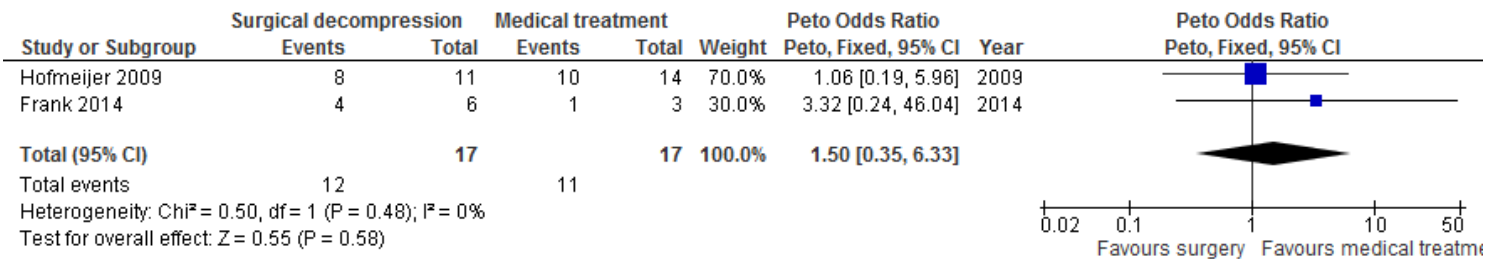 Surgical decompression Medical treatment Peto Odds Ratio Peto Odds Ratio
Study or Subgroup Events Total Events Total Weight Peto, Fixed, 95% CI Year Peto, Fixed, 95% CI
Hofmeijer 2009 8 11 10 14 70.0% 1.06 [0.19, 5.96] 2009
Frank 2014 4 6 1 3 30.0% 3.32 [0.24, 46.04] 2014
Total (95% CI) 17 17 100.0% 1.50 [0.35, 6.33]
Total events 12 11
Heterogeneity: Chi² = 0.50, df = 1 (P = 0.48); I² = 0%
Test for overall effect: Z = 0.55 (P = 0.58)
0.02 0.1 1 10 50
Favours surgery Favours medical treatme